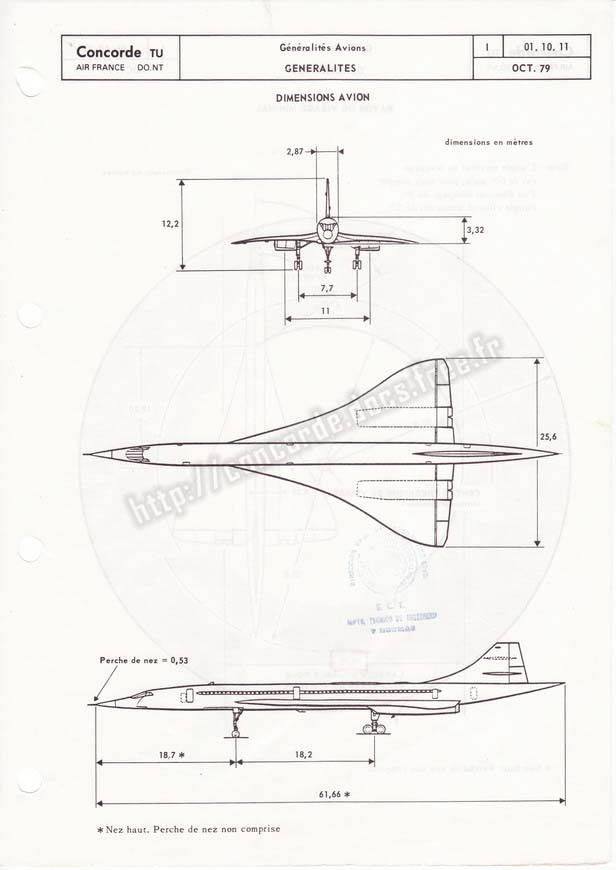 Concorde TU
AIR FRANCE DO.NT
Généralités Avions
GENERALITES
I
01. 10. 11
OCT. 79
DIMENSIONS AVION
dimensions en mètres
2,87
12,2
3,32
7,7
11
25,6
http://concorde.docs.free.fr
Perche de nez = 0,53
18,7 *
18,2
61,66 *
* Nez haut. Perche de nez non comprise